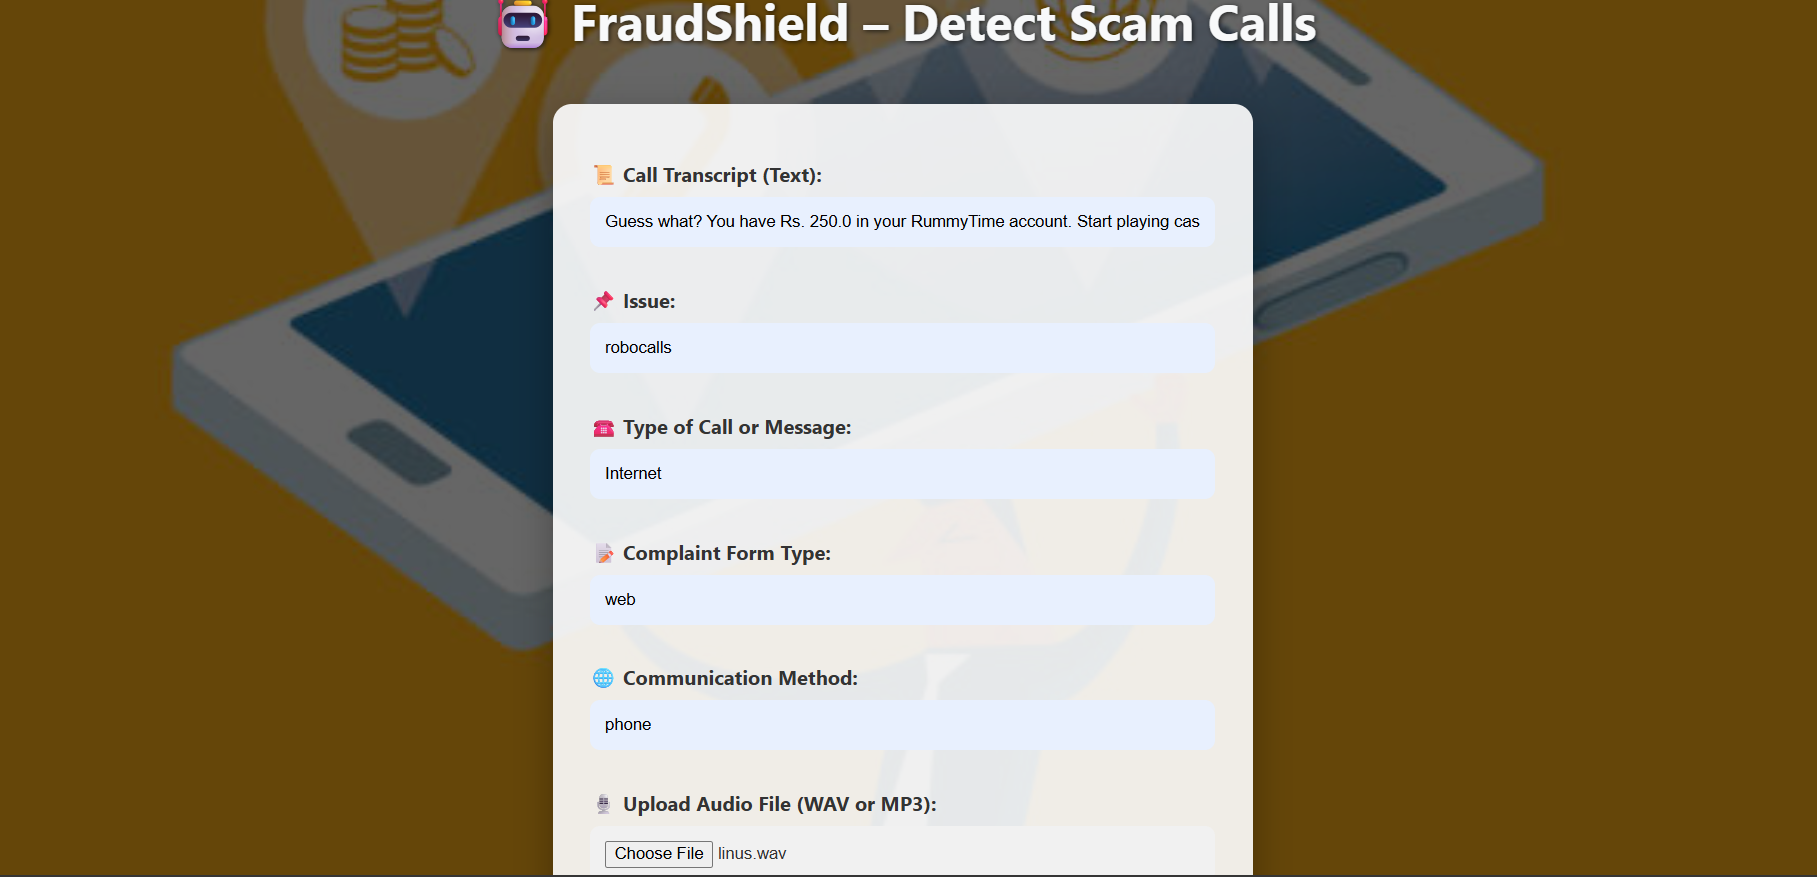 FraudShield – Detect Scam Calls
Call Transcript (Text):
Guess what? You have Rs. 250.0 in your RummyTime account. Start playing cas
Issue:
robocalls
Type of Call or Message:
Internet
Complaint Form Type:
web
Communication Method:
phone
Upload Audio File (WAV or MP3):
Choose File linus.wav